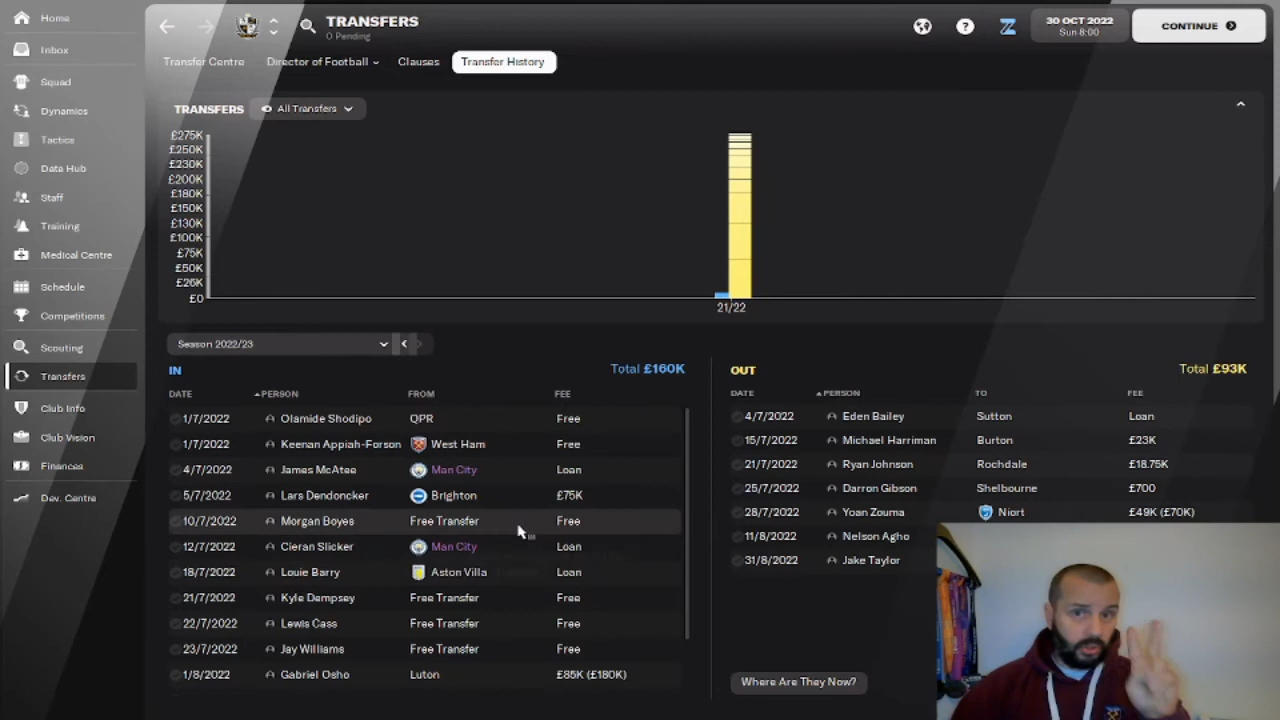 Home
Inbox
Squad
Dynamics
Tactics
Data Hub
Staff
Training
Medical Centre
Schedule
Competitions
Scouting
Transfers
Club Info
Club Vision
Finances
Dev. Centre
TRANSFERS
0 Pending
30 OCT 2022
Sun 8:00
CONTINUE
Transfer Centre Director of Football Clauses Transfer History
TRANSFERS All Transfers
£275K
£250K
£230K
£200K
£180K
£150K
£130K
£100K
£75K
£50K
£26K
£0
21/22
Season 2022/23
IN Total £160K
DATE PERSON FROM FEE
1/7/2022 Olamide Shodipo QPR Free
1/7/2022 Keenan Appiah-Forson West Ham Free
4/7/2022 James McAtee Man City Loan
5/7/2022 Lars Dendoncker Brighton £75K
10/7/2022 Morgan Boyes Free Transfer Free
12/7/2022 Cieran Slicker Man City Loan
18/7/2022 Louie Barry Aston Villa Loan
21/7/2022 Kyle Dempsey Free Transfer Free
22/7/2022 Lewis Cass Free Transfer Free
23/7/2022 Jay Williams Free Transfer Free
1/8/2022 Gabriel Osho Luton £85K (£180K)
OUT Total £93K
DATE PERSON TO FEE
4/7/2022 Eden Bailey Sutton Loan
15/7/2022 Michael Harriman Burton £23K
21/7/2022 Ryan Johnson Rochdale £18.75K
25/7/2022 Darron Gibson Shelbourne £700
28/7/2022 Yoan Zouma Niort £49K (£70K)
11/8/2022 Nelson Agho
31/8/2022 Jake Taylor
Where Are They Now?